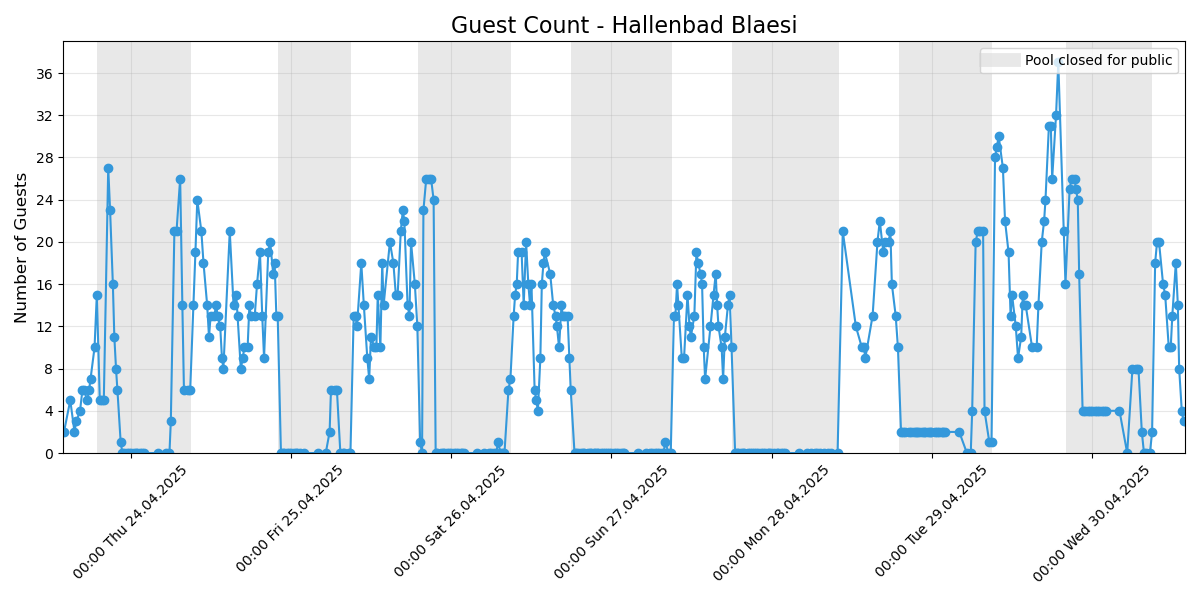 Guest Count - Hallenbad Blaesi
Pool closed for public
Number of Guests
36
32
28
24
20
16
12
8
4
0
00:00 Thu 24.04.2025
00:00 Fri 25.04.2025
00:00 Sat 26.04.2025
00:00 Sun 27.04.2025
00:00 Mon 28.04.2025
00:00 Tue 29.04.2025
00:00 Wed 30.04.2025